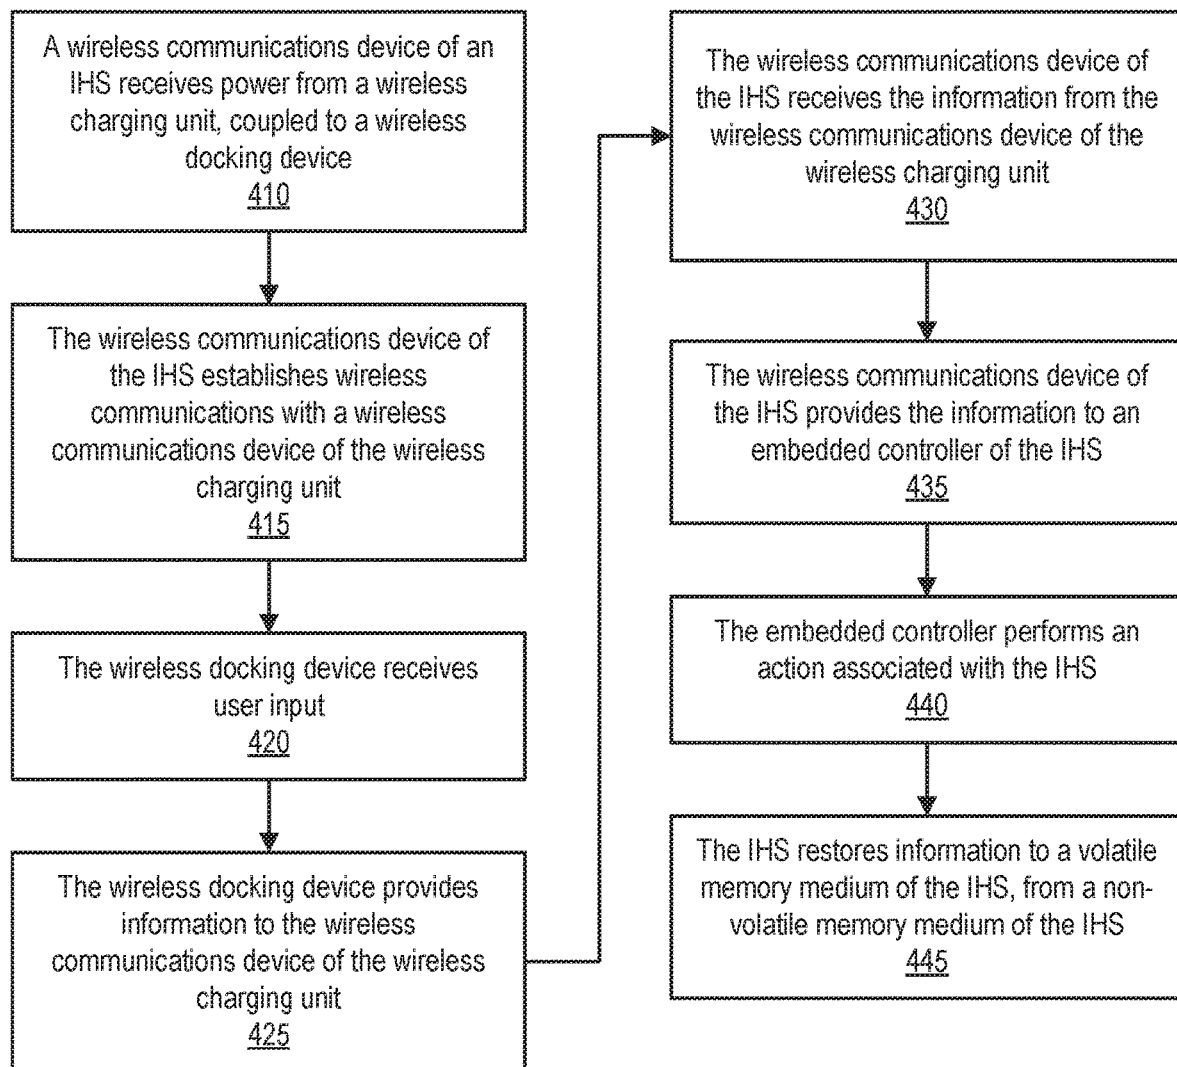 A wireless communications device of an
IHS receives power from a wireless
charging unit, coupled to a wireless
docking device
410
The wireless communications device of
the IHS establishes wireless
communications with a wireless
communications device of the wireless
charging unit
415
The wireless docking device receives
user input
420
The wireless docking device provides
information to the wireless
communications device of the wireless
charging unit
425
The wireless communications device of
the IHS receives the information from the
wireless communications device of the
wireless charging unit
430
The wireless communications device of
the IHS provides the information to an
embedded controller of the IHS
435
The embedded controller performs an
action associated with the IHS
440
The IHS restores information to a volatile
memory medium of the IHS, from a non-
volatile memory medium of the IHS
445